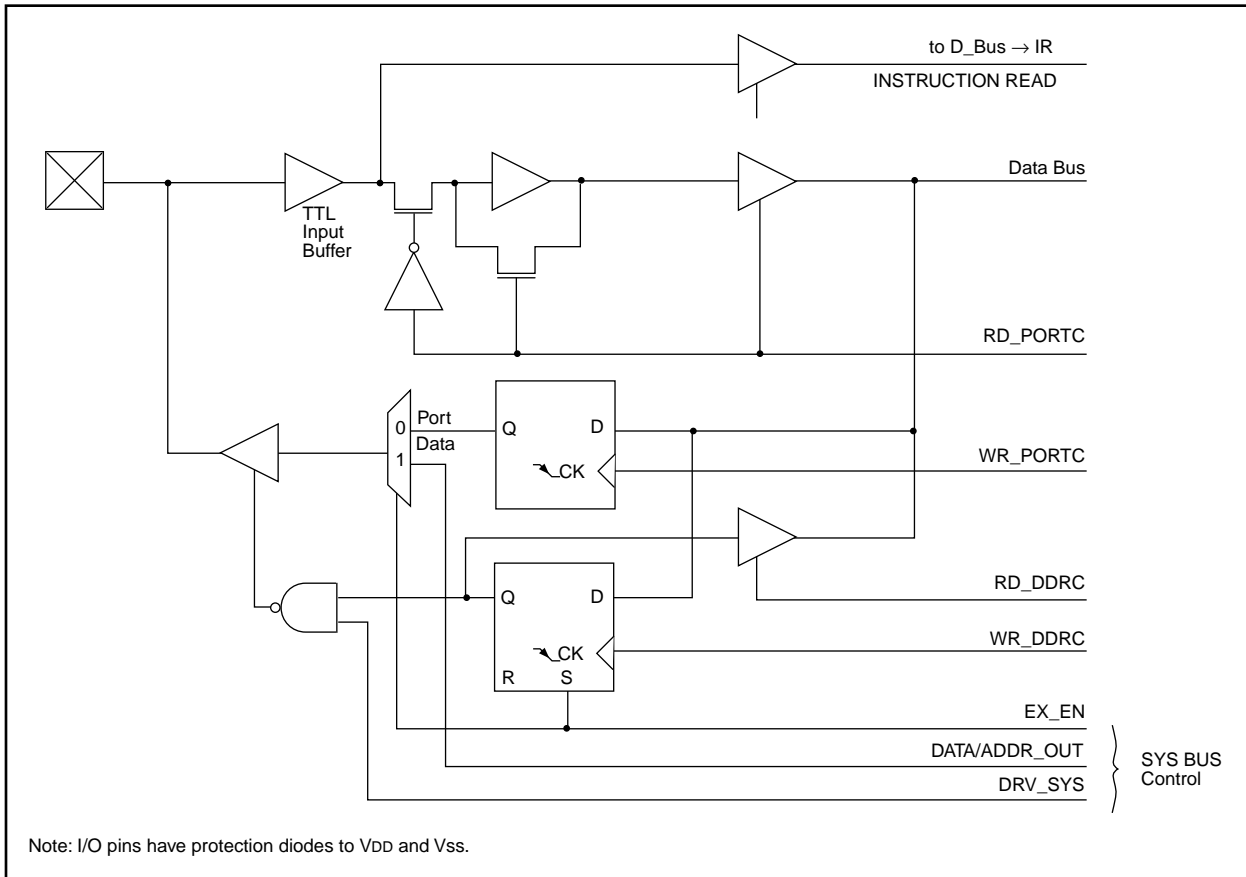 to D_Bus → IR
INSTRUCTION READ
Data Bus
TTL
Input
Buffer
RD_PORTC
0
Port
Data
1
Q
D
CK
WR_PORTC
Q
D
CK
R
S
RD_DDRC
WR_DDRC
EX_EN
DATA/ADDR_OUT
DRV_SYS
SYS BUS
Control
Note: I/O pins have protection diodes to VDD and Vss.